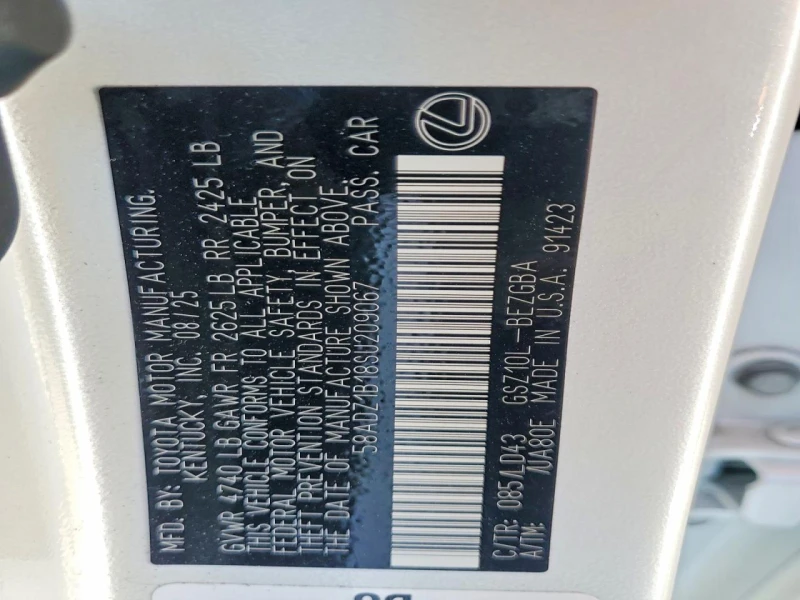 MFD. BY: TOYOTA MOTOR MANUFACTURING.
KENTUCKY, INC. 08/25
GVWR 4740 LB GAWR FR 2625 LB RR 2425 LB
THIS VEHICLE CONFORMS TO ALL APPLICABLE
FEDERAL MOTOR VEHICLE SAFETY, BUMPER, AND
THEFT PREVENTION STANDARDS IN EFFECT ON
THE DATE OF MANUFACTURE SHOWN ABOVE.
58ADZ1B18SU209067 PASS. CAR
C/TR: 085/LD43 GSZ10L-BEZGBA
A/TM: /UA80E MADE IN U.S.A. 91423